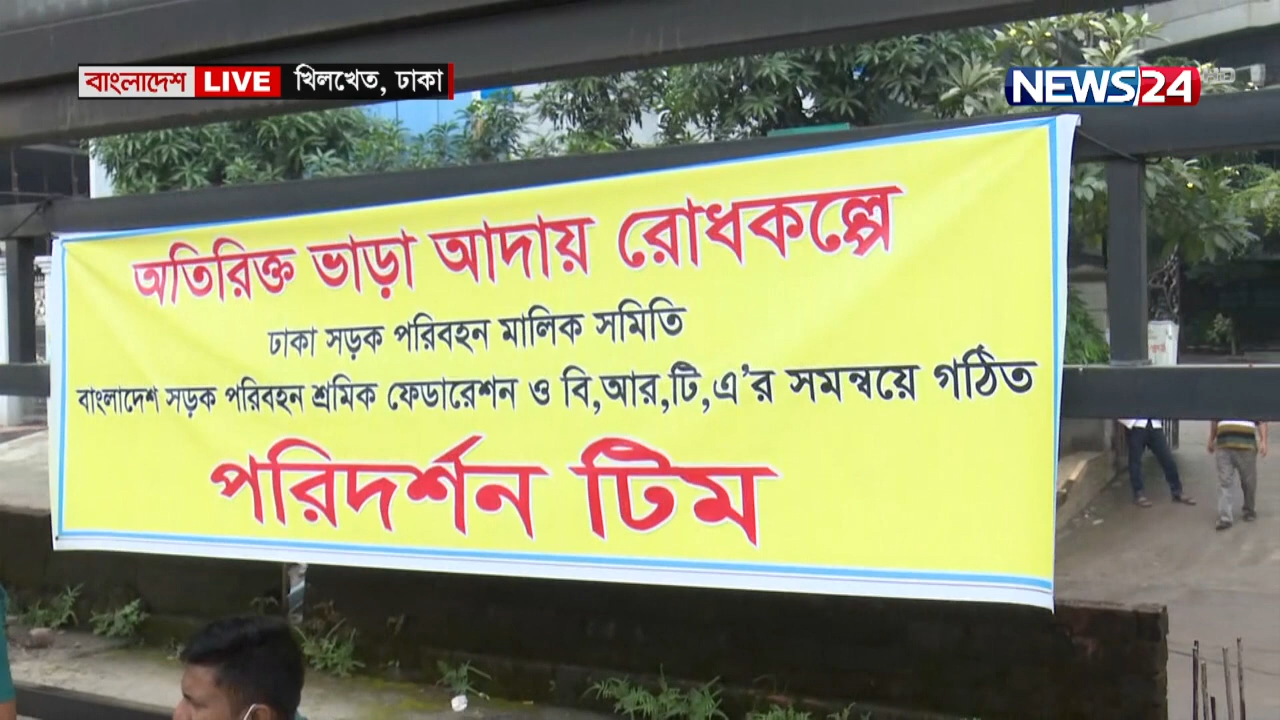 বাংলাদেশ LIVE খিলখেত, ঢাকা
NEWS24 HD
অতিরিক্ত ভাড়া আদায় রোধকল্পে
ঢাকা সড়ক পরিবহন মালিক সমিতি
বাংলাদেশ সড়ক পরিবহন শ্রমিক ফেডারেশন ও বি,আর,টি,এ'র সমন্বয়ে গঠিত
পরিদর্শন টিম